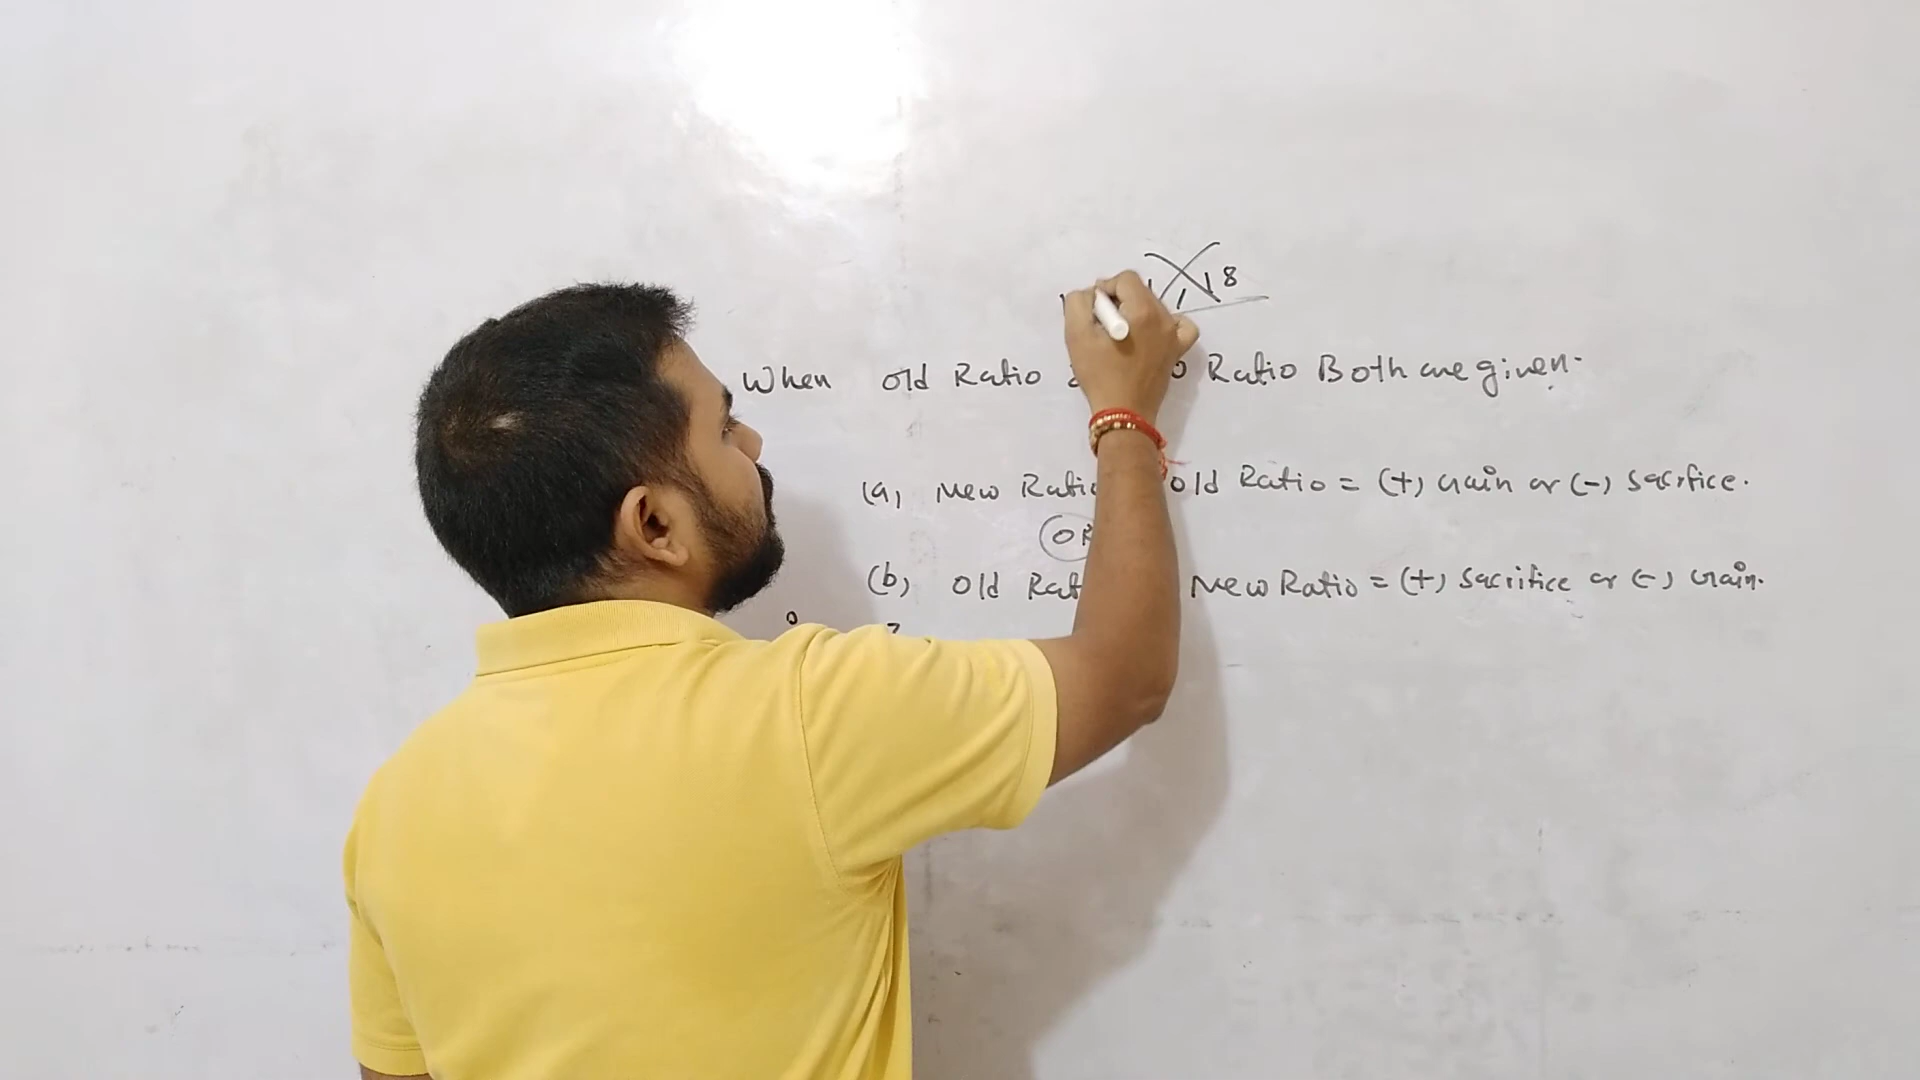 18
When old Ratio Ratio Both are given.
(a) New Ratio old Ratio = (+) Gain or (-) Sacrifice.
OR
(b) old Rat New Ratio = (+) Sacrifice or (-) Gain.